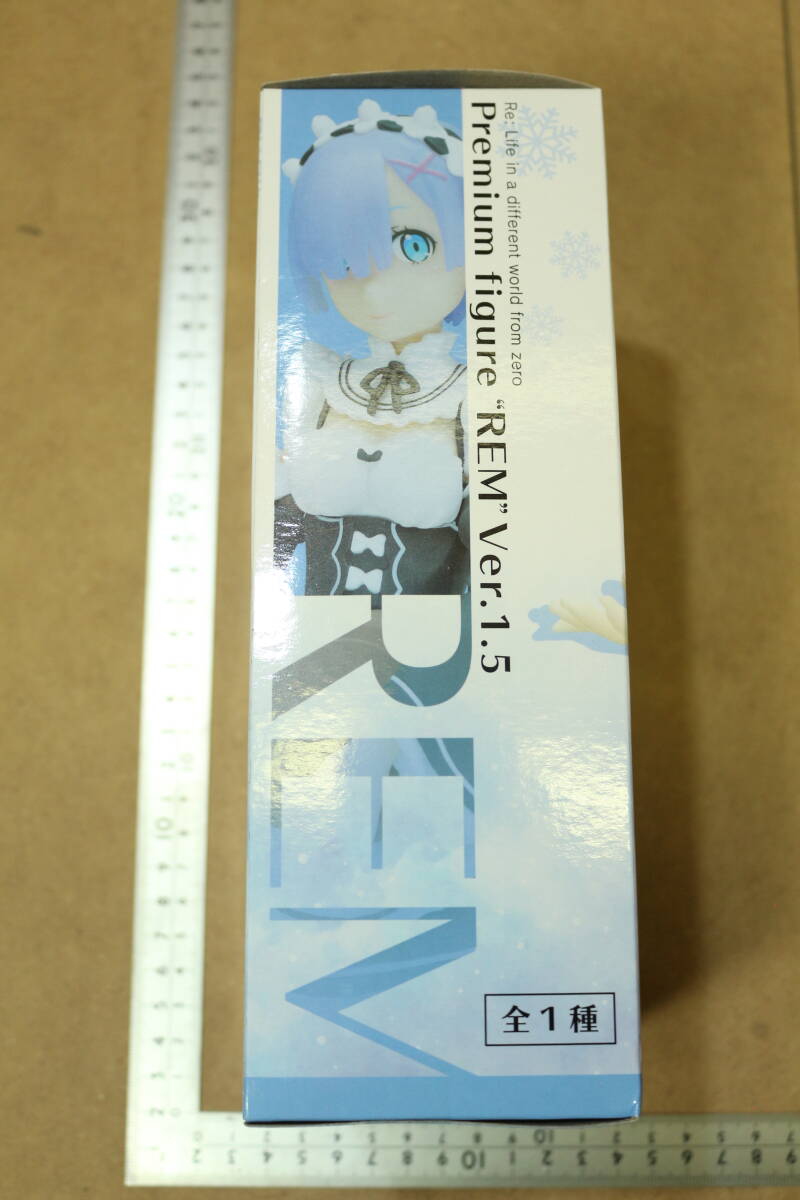 Re: Life in a different world from zero
Premium figure “REM” Ver.1.5
REM
全1種